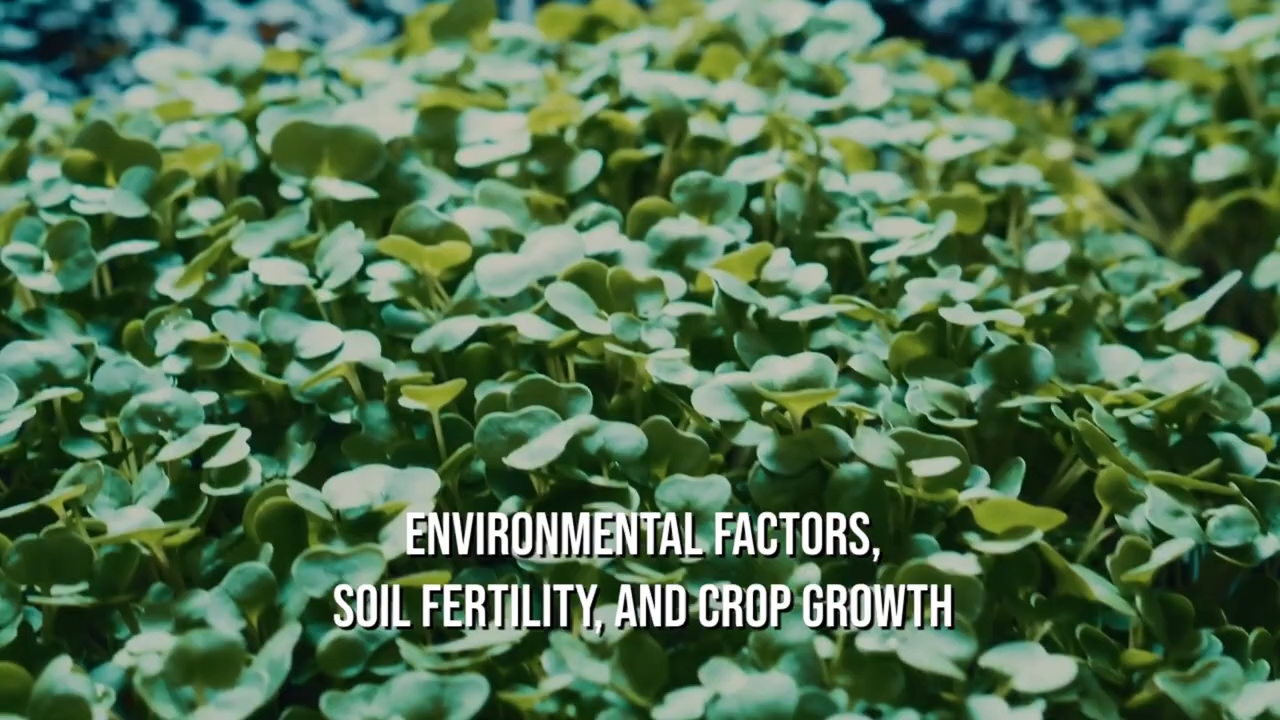 ENVIRONMENTAL FACTORS,
SOIL FERTILITY, AND CROP GROWTH